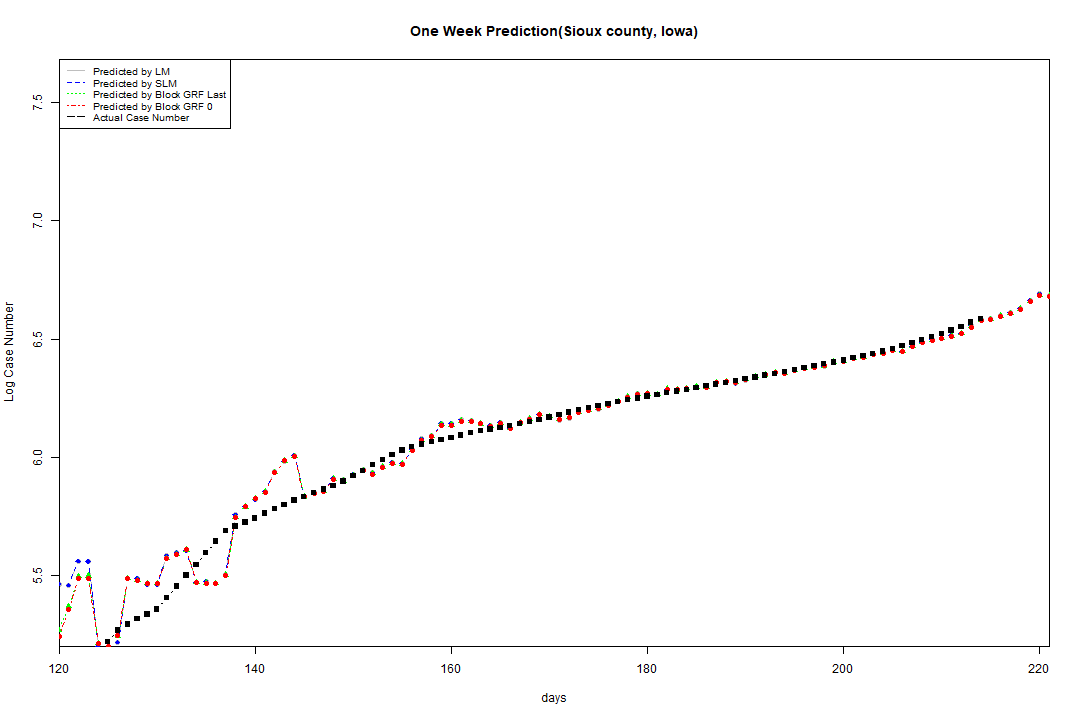 One Week Prediction(Sioux county, Iowa)
Predicted by LM
Predicted by SLM
Predicted by Block GRF Last
Predicted by Block GRF 0
Actual Case Number
7.5
7.0
6.5
6.0
5.5
Log Case Number
120 140 160 180 200 220
days